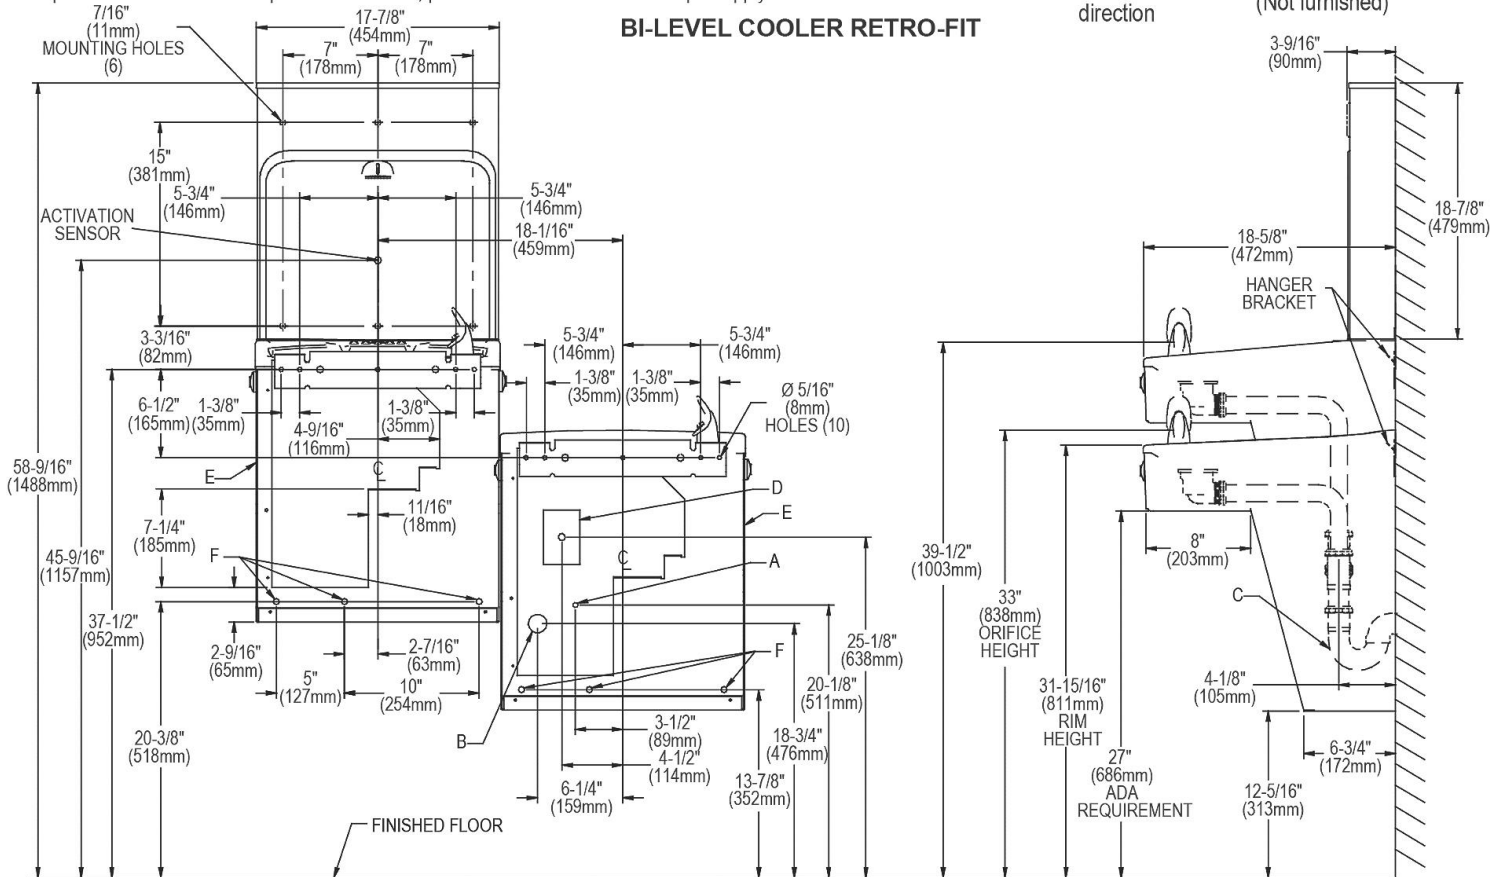 direction
(Not furnished)
BI-LEVEL COOLER RETRO-FIT
7/16"
(11mm)
MOUNTING HOLES
(6)
17-7/8"
(454mm)
7"
(178mm)
7"
(178mm)
15"
(381mm)
5-3/4"
(146mm)
5-3/4"
(146mm)
ACTIVATION
SENSOR
18-1/16"
(459mm)
3-3/16"
(82mm)
5-3/4"
(146mm)
5-3/4"
(146mm)
6-1/2"
(165mm)
1-3/8"
(35mm)
1-3/8"
(35mm)
4-9/16"
(116mm)
1-3/8"
(35mm)
1-3/8"
(35mm)
Ø 5/16"
(8mm)
HOLES (10)
58-9/16"
(1488mm)
E
C
L
11/16"
(18mm)
7-1/4"
(185mm)
F
45-9/16"
(1157mm)
37-1/2"
(952mm)
2-9/16"
(65mm)
2-7/16"
(63mm)
5"
(127mm)
10"
(254mm)
20-3/8"
(518mm)
D
E
C
L
A
F
B
25-1/8"
(638mm)
20-1/8"
(511mm)
3-1/2"
(89mm)
18-3/4"
(476mm)
4-1/2"
(114mm)
6-1/4"
(159mm)
13-7/8"
(352mm)
FINISHED FLOOR
3-9/16"
(90mm)
18-7/8"
(479mm)
18-5/8"
(472mm)
HANGER
BRACKET
39-1/2"
(1003mm)
8"
(203mm)
33"
(838mm)
ORIFICE
HEIGHT
C
31-15/16"
(811mm)
RIM
HEIGHT
4-1/8"
(105mm)
27"
(686mm)
ADA
REQUIREMENT
6-3/4"
(172mm)
12-5/16"
(313mm)